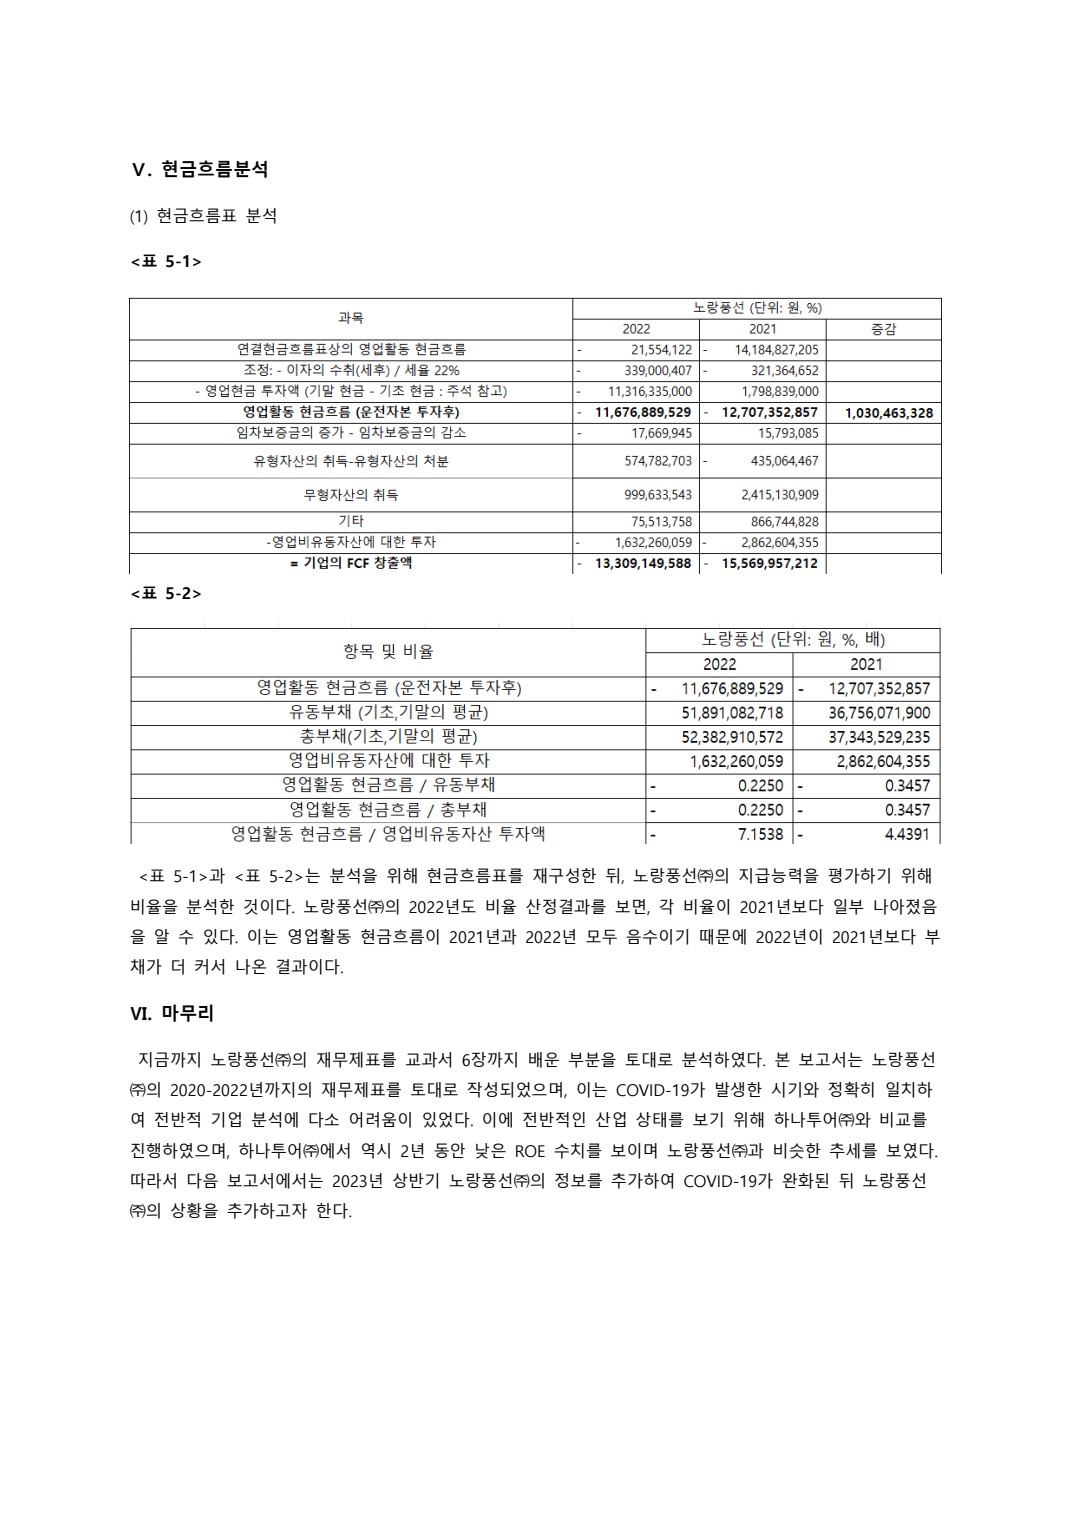 Ⅴ. 현금흐름분석
(1) 현금흐름표 분석
<표 5-1>
과목 노랑풍선 (단위: 원, %)
2022 2021 증감
연결현금흐름표상의 영업활동 현금흐름 - 21,554,122 - 14,184,827,205
조정: - 이자의 수취(세후) / 세율 22% - 339,000,407 - 321,364,652
- 영업현금 투자액 (기말 현금 - 기초 현금 : 주석 참고) - 11,316,335,000 1,798,839,000
영업활동 현금흐름 (운전자본 투자후) - 11,676,889,529 - 12,707,352,857 1,030,463,328
임차보증금의 증가 - 임차보증금의 감소 - 17,669,945 15,793,085
유형자산의 취득-유형자산의 처분 574,782,703 - 435,064,467
무형자산의 취득 999,633,543 2,415,130,909
기타 75,513,758 866,744,828
-영업비유동자산에 대한 투자 - 1,632,260,059 - 2,862,604,355
= 기업의 FCF 창출액 - 13,309,149,588 - 15,569,957,212
<표 5-2>
항목 및 비율 노랑풍선 (단위: 원, %, 배)
2022 2021
영업활동 현금흐름 (운전자본 투자후) - 11,676,889,529 - 12,707,352,857
유동부채 (기초,기말의 평균) 51,891,082,718 36,756,071,900
총부채(기초,기말의 평균) 52,382,910,572 37,343,529,235
영업비유동자산에 대한 투자 1,632,260,059 2,862,604,355
영업활동 현금흐름 / 유동부채 - 0.2250 - 0.3457
영업활동 현금흐름 / 총부채 - 0.2250 - 0.3457
영업활동 현금흐름 / 영업비유동자산 투자액 - 7.1538 - 4.4391
<표 5-1>과 <표 5-2>는 분석을 위해 현금흐름표를 재구성한 뒤, 노랑풍선㈜의 지급능력을 평가하기 위해
비율을 분석한 것이다. 노랑풍선㈜의 2022년도 비율 산정결과를 보면, 각 비율이 2021년보다 일부 나아졌음
을 알 수 있다. 이는 영업활동 현금흐름이 2021년과 2022년 모두 음수이기 때문에 2022년이 2021년보다 부
채가 더 커서 나온 결과이다.
Ⅵ. 마무리
지금까지 노랑풍선㈜의 재무제표를 교과서 6장까지 배운 부분을 토대로 분석하였다. 본 보고서는 노랑풍선
㈜의 2020-2022년까지의 재무제표를 토대로 작성되었으며, 이는 COVID-19가 발생한 시기와 정확히 일치하
여 전반적 기업 분석에 다소 어려움이 있었다. 이에 전반적인 산업 상태를 보기 위해 하나투어㈜와 비교를
진행하였으며, 하나투어㈜에서 역시 2년 동안 낮은 ROE 수치를 보이며 노랑풍선㈜과 비슷한 추세를 보였다.
따라서 다음 보고서에서는 2023년 상반기 노랑풍선㈜의 정보를 추가하여 COVID-19가 완화된 뒤 노랑풍선
㈜의 상황을 추가하고자 한다.